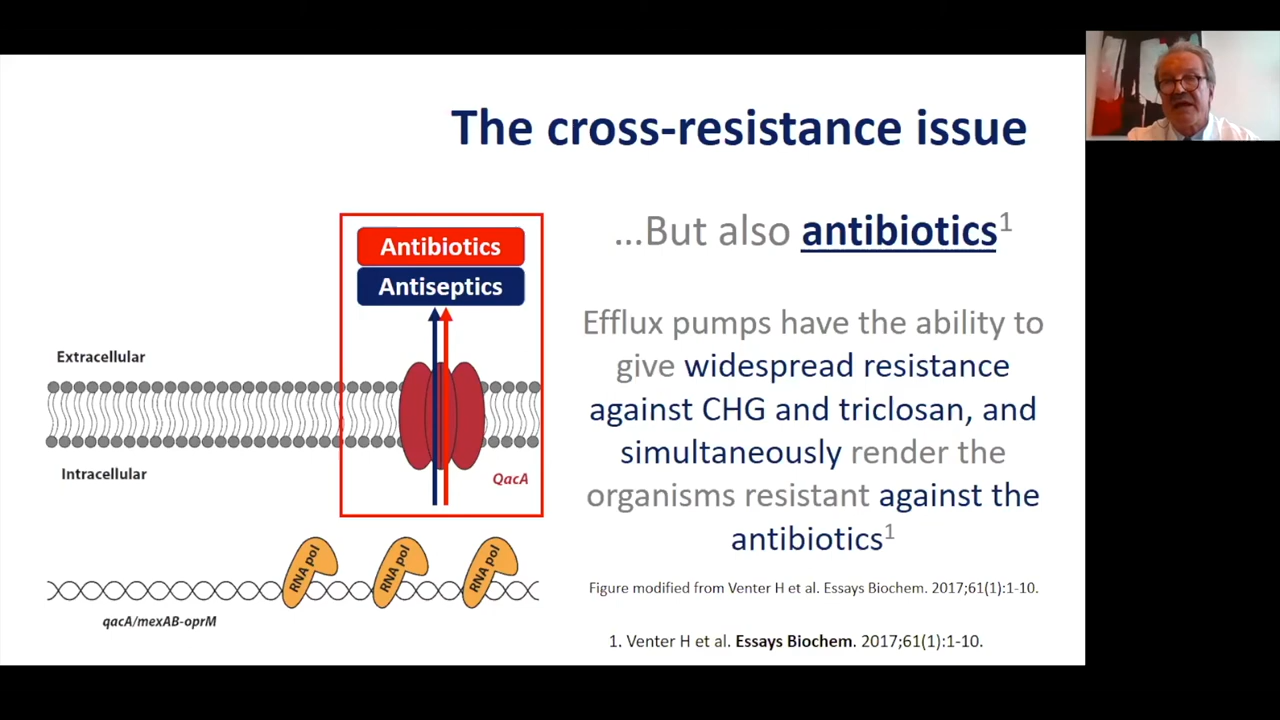 The cross-resistance issue
Antibiotics
Antiseptics
Extracellular
Intracellular
QacA
RNA pol
RNA pol
RNA pol
qacA/mexAB-oprM
...But also antibiotics1
Efflux pumps have the ability to
give widespread resistance
against CHG and triclosan, and
simultaneously render the
organisms resistant against the
antibiotics1
Figure modified from Venter H et al. Essays Biochem. 2017;61(1):1-10.
1. Venter H et al. Essays Biochem. 2017;61(1):1-10.